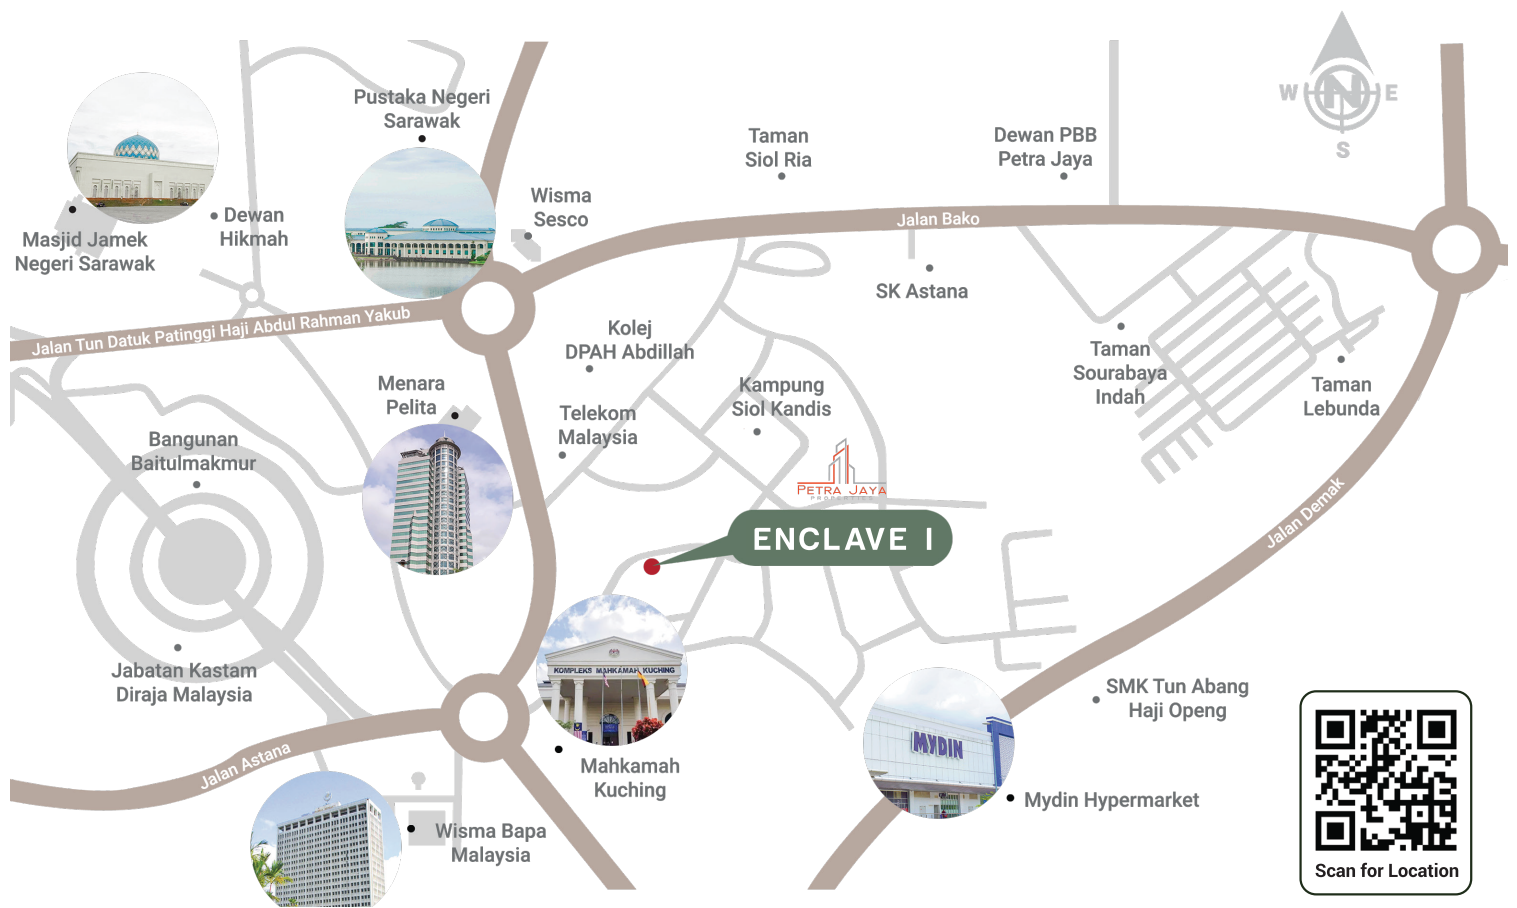 Pustaka Negeri
Sarawak
Taman
Siol Ria
Dewan PBB
Petra Jaya
W
N
E
S
Wisma
Sesco
Dewan
Hikmah
Masjid Jamek
Negeri Sarawak
Jalan Bako
SK Astana
Jalan Tun Datuk Patinggi Haji Abdul Rahman Yakub
Kolej
DPAH Abdillah
Taman
Sourabaya
Indah
Taman
Lebunda
Menara
Pelita
Kampung
Siol Kandis
Telekom
Malaysia
Bangunan
Baitulmakmur
PETRA JAYA
PROPERTIES
Jalan Demak
ENCLAVE I
Jabatan Kastam
Diraja Malaysia
KOMPLEKS MAHKAMAH KUCHING
SMK Tun Abang
Haji Openg
MYDIN
Jalan Astana
Mahkamah
Kuching
Mydin Hypermarket
Wisma Bapa
Malaysia
Scan for Location